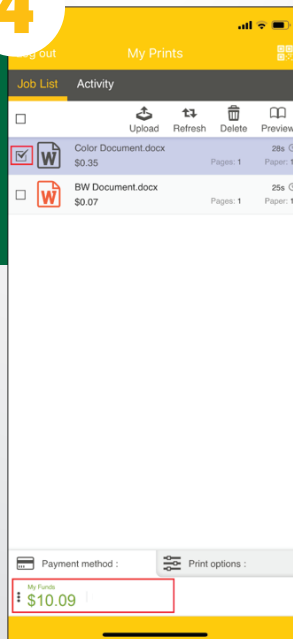 4
Log out My Prints
Job List Activity
Upload Refresh Delete Preview
W Color Document.docx 28s
$0.35 Pages: 1 Paper: 1
W BW Document.docx 25s
$0.07 Pages: 1 Paper: 1
Payment method : Print options :
My Funds
$10.09